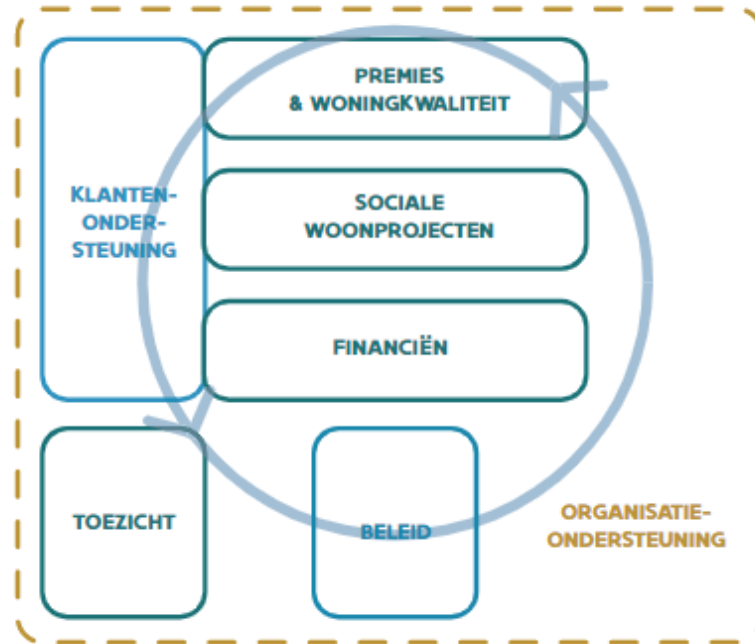 PREMIES
& WONINGKWALITEIT
KLANTEN-
ONDER-
STEUNING
SOCIALE
WOONPROJECTEN
FINANCIËN
TOEZICHT
BELEID
ORGANISATIE-
ONDERSTEUNING